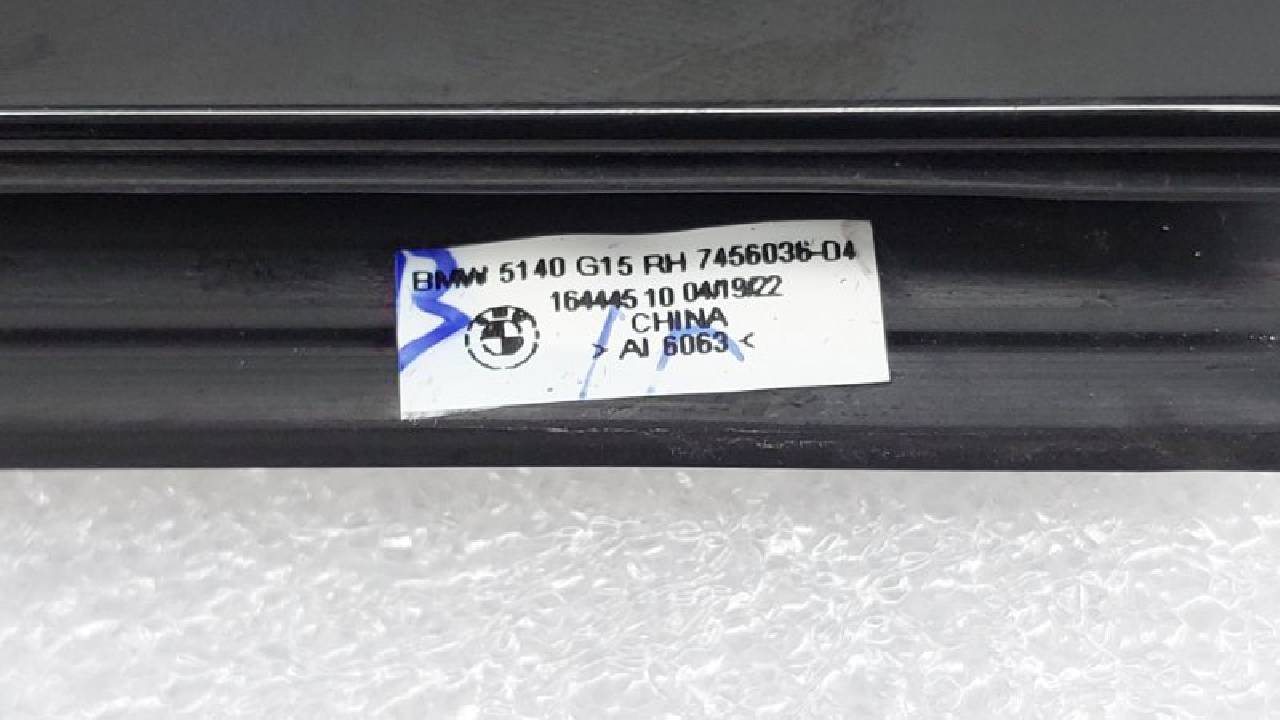 BMW 5140 G15 RH 7456036-04
164445 10 04/19/22
CHINA
> Al 6063 <